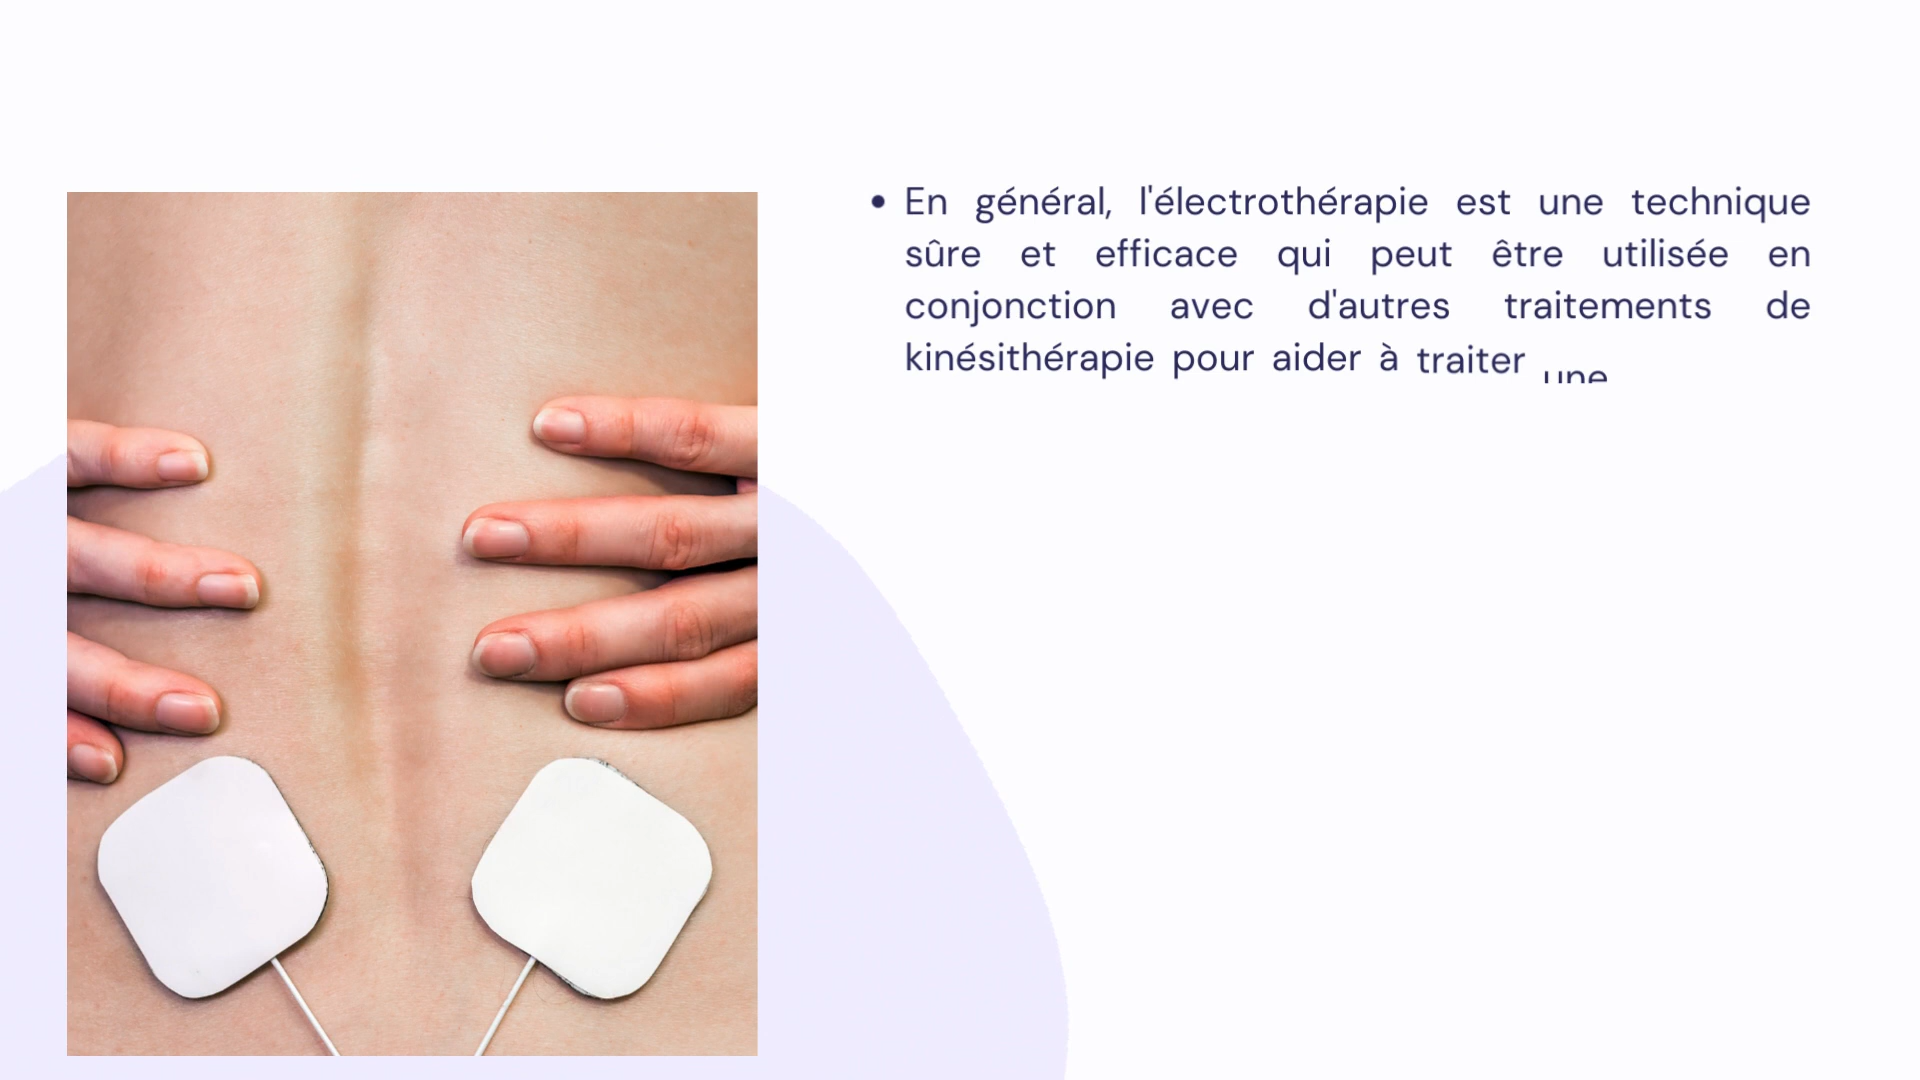 • En général, l'électrothérapie est une technique
sûre et efficace qui peut être utilisée en
conjonction avec d'autres traitements de
kinésithérapie pour aider à traiter une